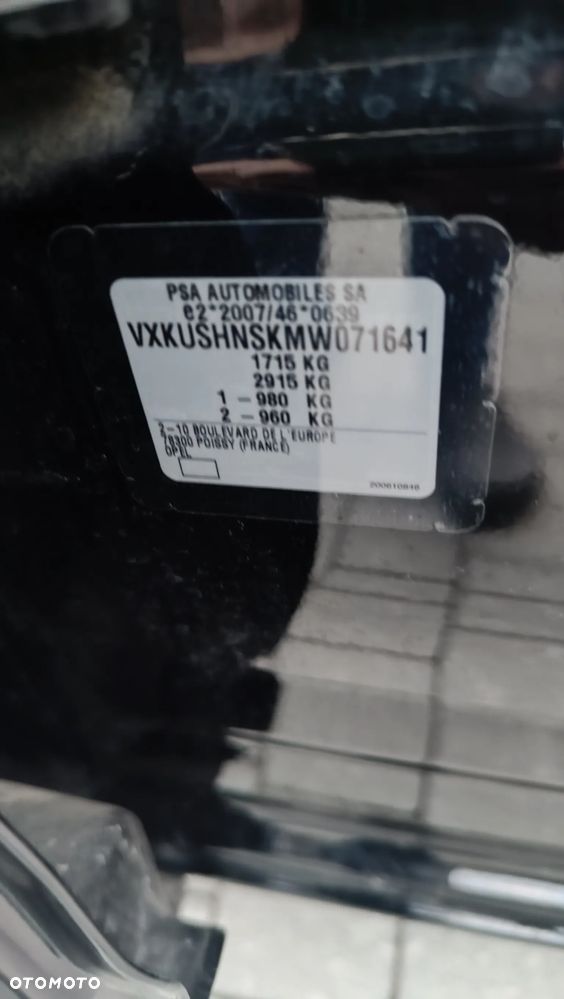 PSA AUTOMOBILES SA
e2*2007/46*0639
VXKUSHNSKMW071641
1715 KG
2915 KG
1 – 980 KG
2 – 960 KG
2–10 BOULEVARD DE L'EUROPE
78300 POISSY (FRANCE)
OPEL
200610846
OTOMOTO